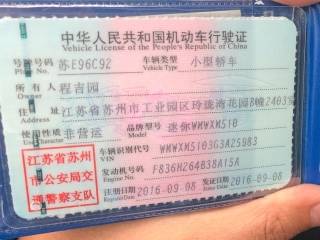 中华人民共和国机动车行驶证
Vehicle License of the People's Republic of China
号牌号码 苏E96C92 车辆类型 小型轿车
Plate No. Vehicle Type
所有人 程吉园
Owner
住址 江苏省苏州市工业园区玲珑湾花园8幢2403室
Address
使用性质 非营运 品牌型号 迷你WMWXM510
Use Character Model
江苏省苏州
市公安局交
通警察支队
车辆识别代号 WMWXM5103G3A25983
VIN
发动机号码 F836H264B38A15A
Engine No.
注册日期 2016-09-08 发证日期 2016-09-08
Register Date Issue Date